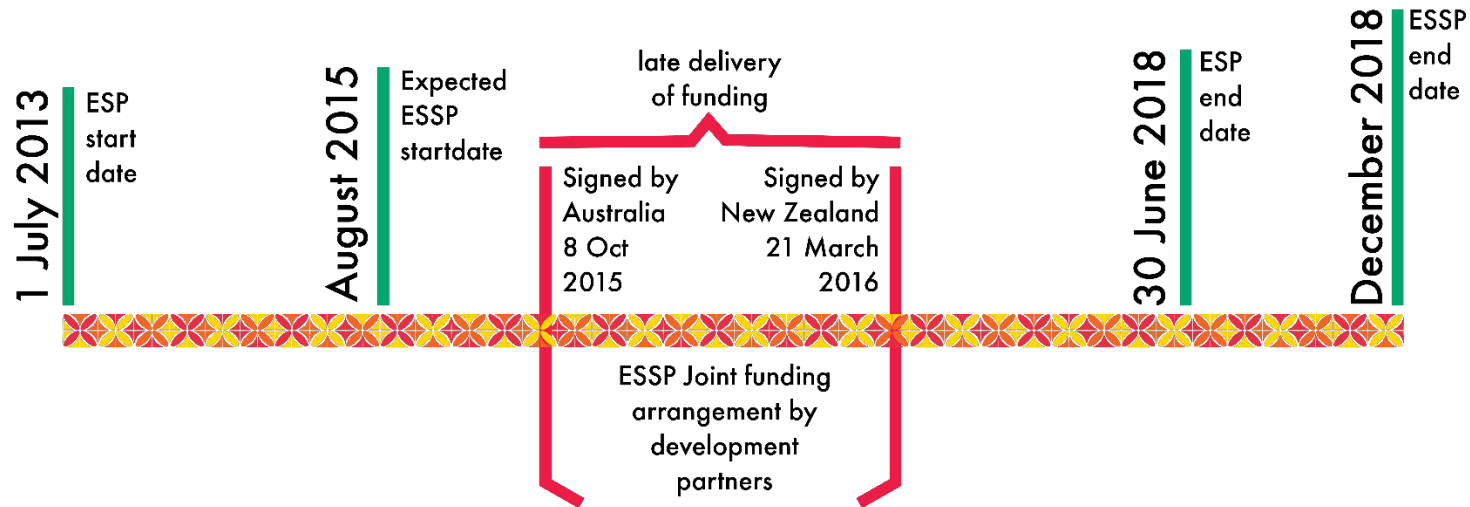 1 July 2013
ESP
start
date
August 2015
Expected
ESSP
startdate
late delivery
of funding
Signed by
Australia
8 Oct
2015
Signed by
New Zealand
21 March
2016
ESSP Joint funding
arrangement by
development
partners
30 June 2018
ESP
end
date
December 2018
ESSP
end
date